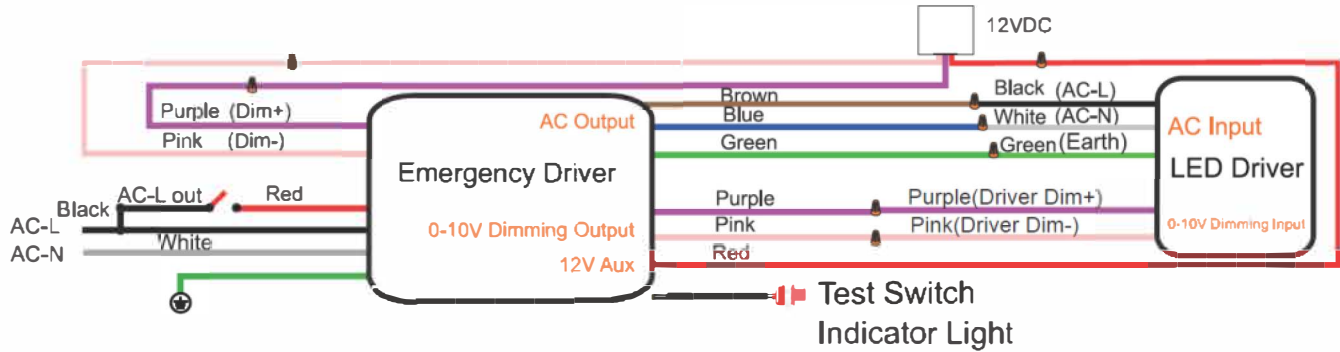 12VDC
Purple (Dim+)
Pink (Dim-)
AC-L out
Red
Black
AC-L
White
AC-N
AC Output
Emergency Driver
0-10V Dimming Output
12V Aux
Brown
Blue
Green
Purple
Pink
Red
Black (AC-L)
White (AC-N)
Green (Earth)
Purple(Driver Dim+)
Pink(Driver Dim-)
AC Input
LED Driver
0-10V Dimming Input
Test Switch
Indicator Light